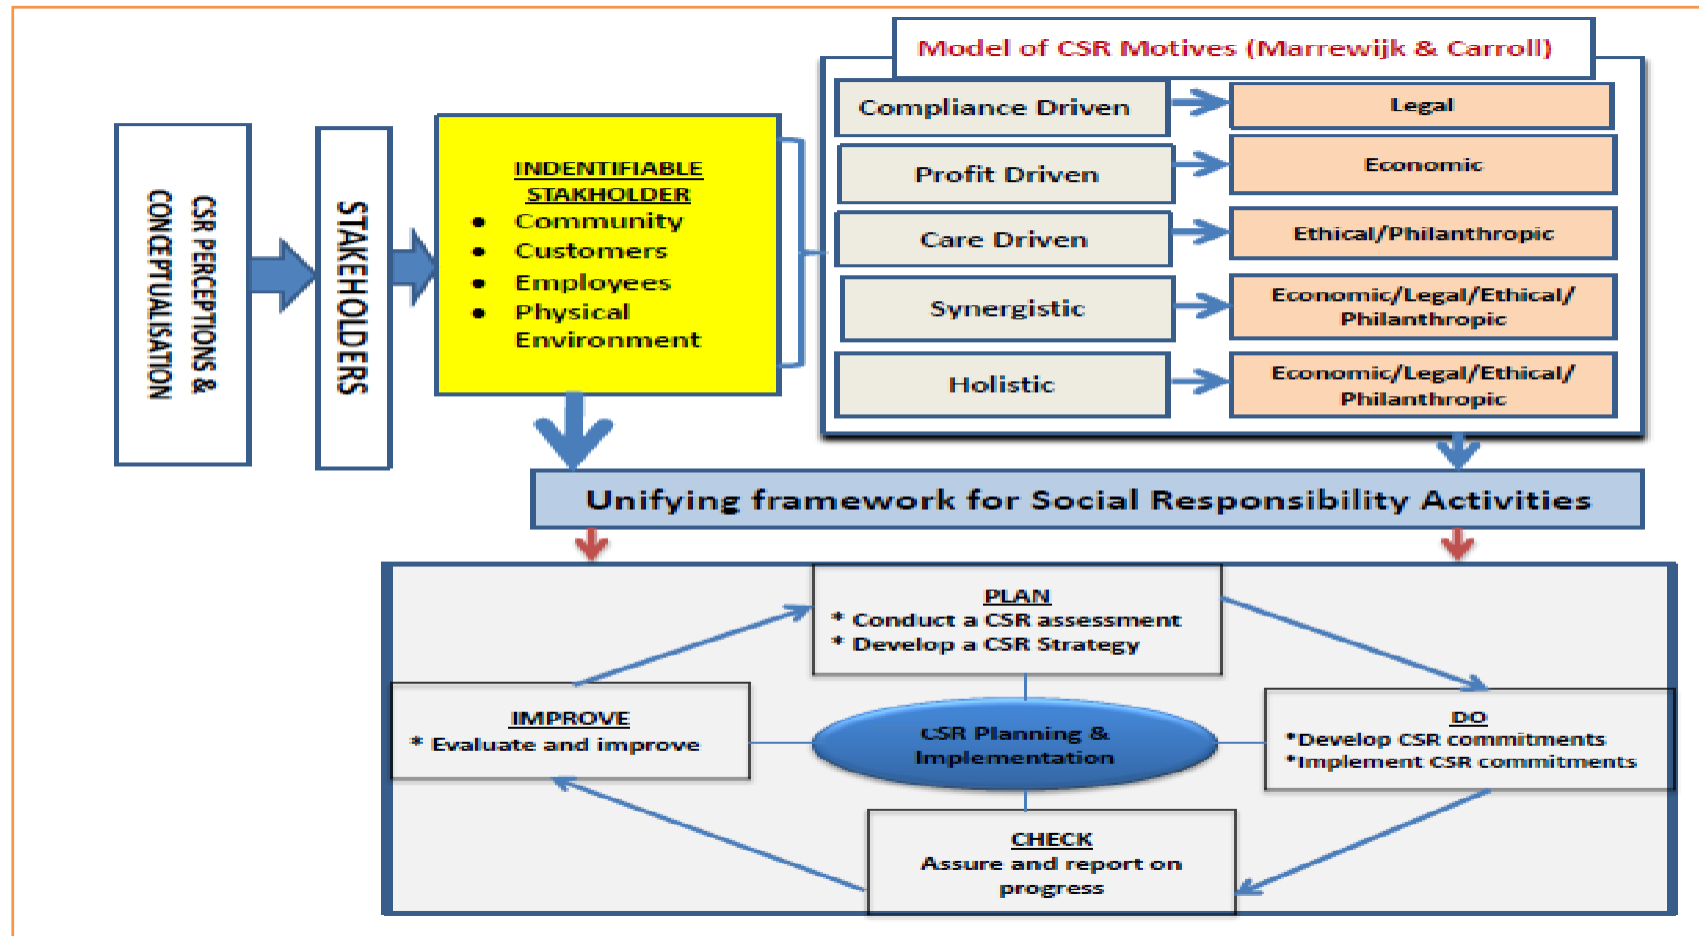 Model of CSR Motives (Marrewijk & Carroll)
CSR PERCEPTIONS &
CONCEPTUALISATION
STAKEHOLDERS
INDENTIFIABLE
STAKHOLDER
● Community
● Customers
● Employees
● Physical
Environment
Compliance Driven
Legal
Profit Driven
Economic
Care Driven
Ethical/Philanthropic
Synergistic
Economic/Legal/Ethical/
Philanthropic
Holistic
Economic/Legal/Ethical/
Philanthropic
Unifying framework for Social Responsibility Activities
PLAN
* Conduct a CSR assessment
* Develop a CSR Strategy
IMPROVE
* Evaluate and improve
CSR Planning &
Implementation
DO
*Develop CSR commitments
*Implement CSR commitments
CHECK
Assure and report on
progress